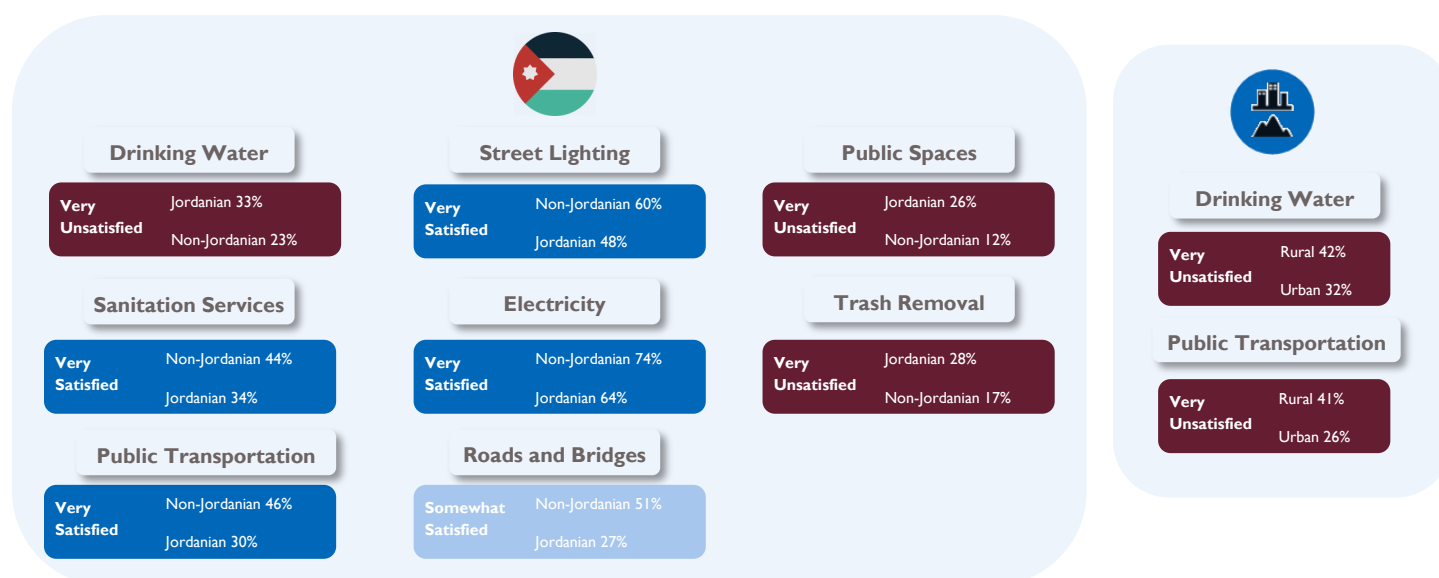 Drinking Water
Very Unsatisfied
Jordanian 33%
Non-Jordanian 23%
Street Lighting
Very Satisfied
Non-Jordanian 60%
Jordanian 48%
Public Spaces
Very Unsatisfied
Jordanian 26%
Non-Jordanian 12%
Sanitation Services
Very Satisfied
Non-Jordanian 44%
Jordanian 34%
Electricity
Very Satisfied
Non-Jordanian 74%
Jordanian 64%
Trash Removal
Very Unsatisfied
Jordanian 28%
Non-Jordanian 17%
Public Transportation
Very Satisfied
Non-Jordanian 46%
Jordanian 30%
Roads and Bridges
Somewhat Satisfied
Non-Jordanian 51%
Jordanian 27%
Drinking Water
Very Unsatisfied
Rural 42%
Urban 32%
Public Transportation
Very Unsatisfied
Rural 41%
Urban 26%